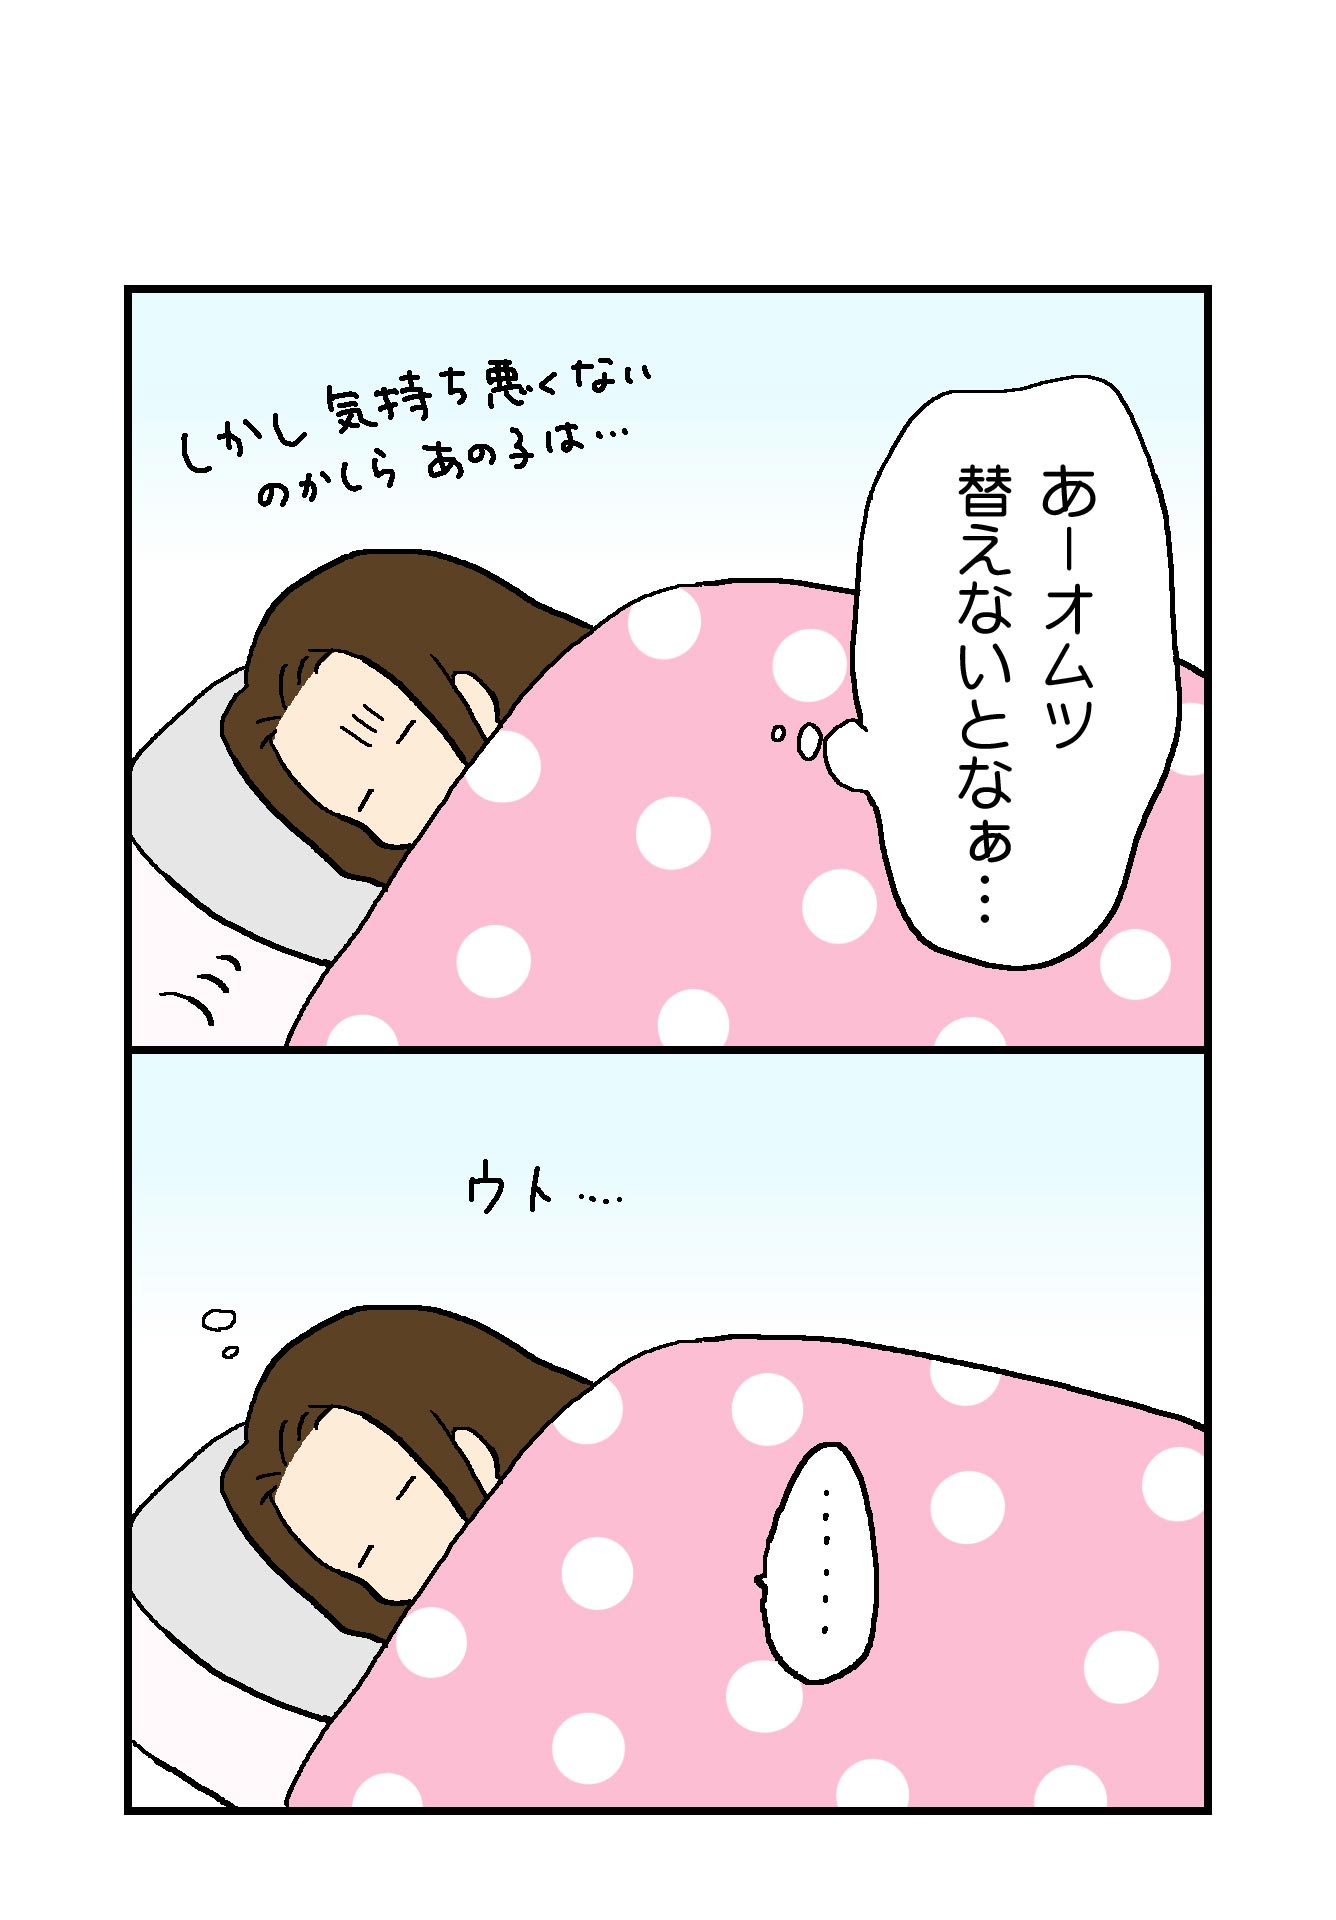 あーオムツ
替えないとなぁ…
しかし気持ち悪くない
のかしら あの子は…
ウト....
……